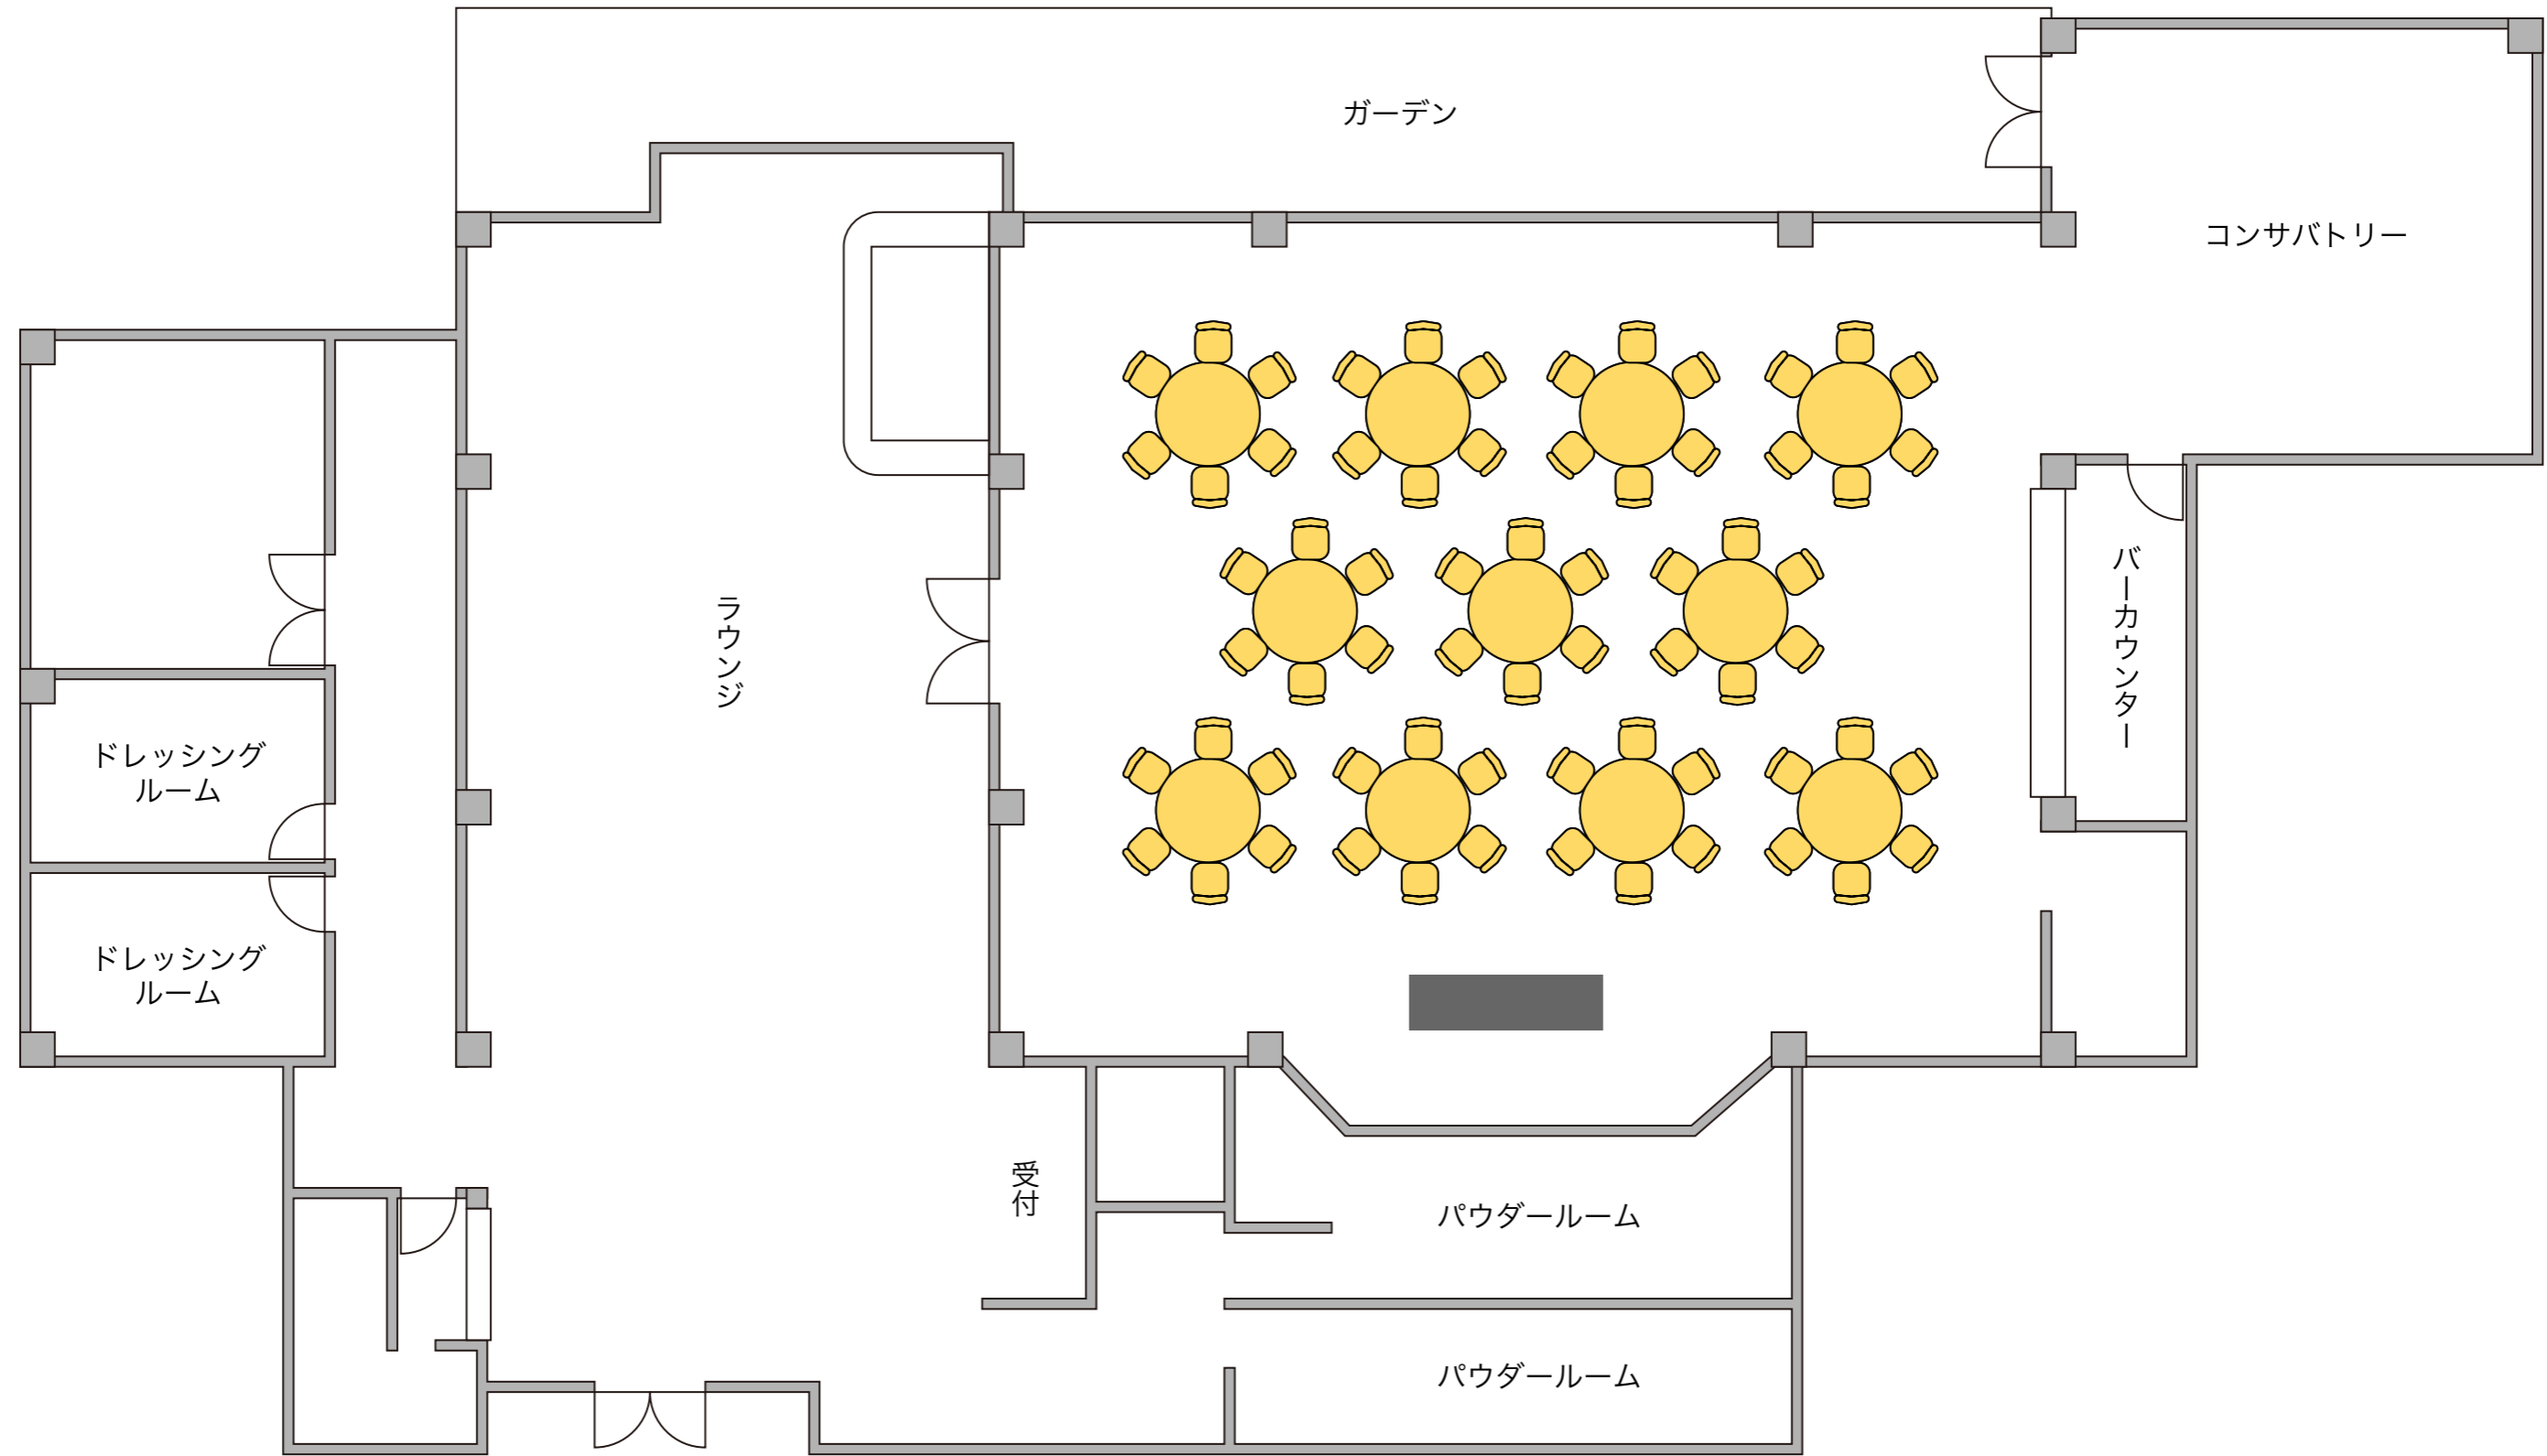 ガーデン
コンサバトリー
ラウンジ
バーカウンター
ドレッシング
ルーム
ドレッシング
ルーム
受付
パウダールーム
パウダールーム